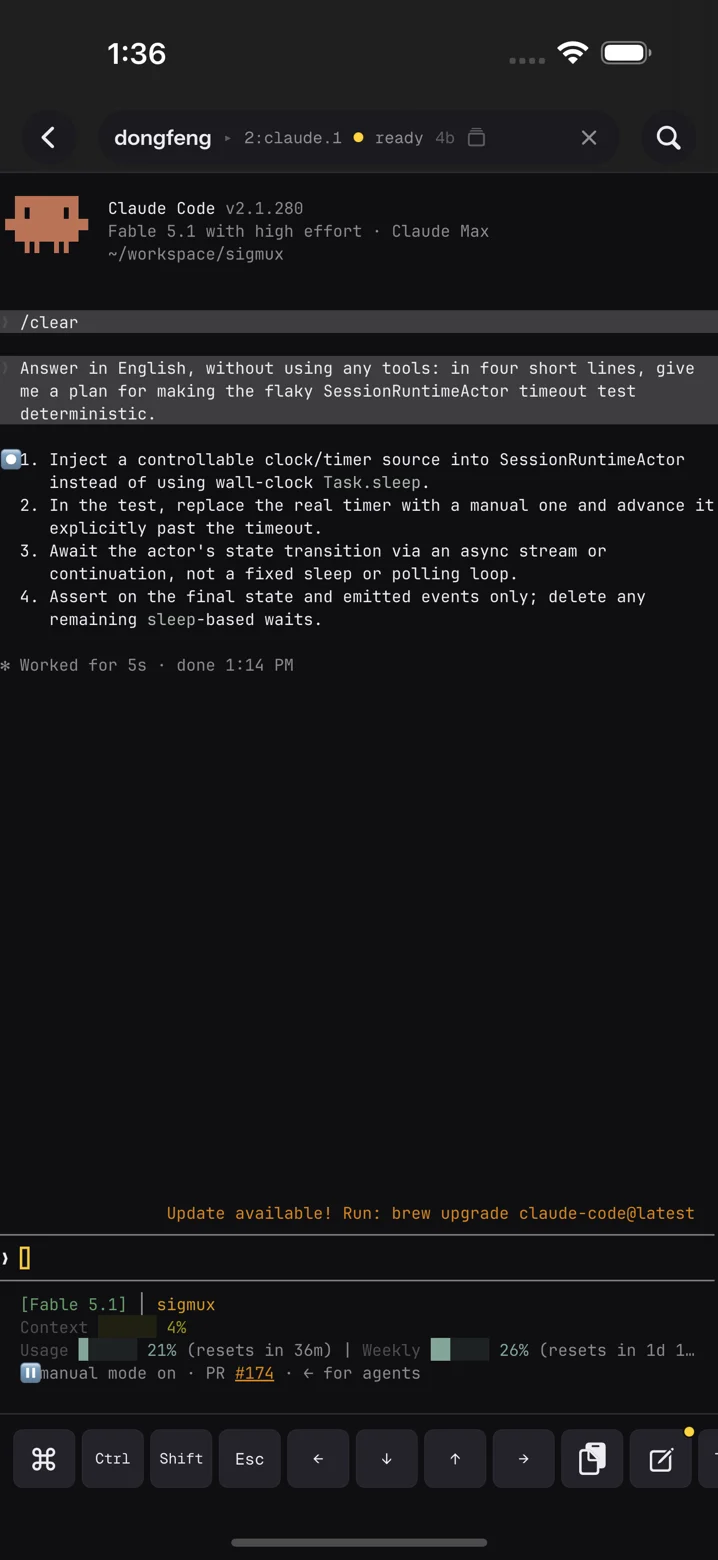 1:36
dongfeng ▸ 2:claude.1 ready 4b
Claude Code v2.1.280
Fable 5.1 with high effort · Claude Max
~/workspace/sigmux
❯ /clear
❯ Answer in English, without using any tools: in four short lines, give
me a plan for making the flaky SessionRuntimeActor timeout test
deterministic.
1. Inject a controllable clock/timer source into SessionRuntimeActor
instead of using wall-clock Task.sleep.
2. In the test, replace the real timer with a manual one and advance it
explicitly past the timeout.
3. Await the actor's state transition via an async stream or
continuation, not a fixed sleep or polling loop.
4. Assert on the final state and emitted events only; delete any
remaining sleep-based waits.
✻ Worked for 5s · done 1:14 PM
Update available! Run: brew upgrade claude-code@latest
❯
[Fable 5.1] │ sigmux
Context 4%
Usage 21% (resets in 36m) | Weekly 26% (resets in 1d 1…
manual mode on · PR #174 · ← for agents
⌘ Ctrl Shift Esc ← ↓ ↑ →